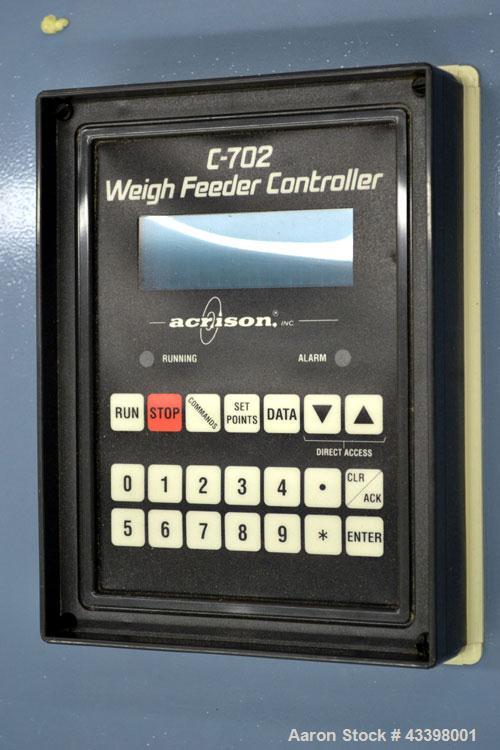 C-702
Weigh Feeder Controller
acrison® INC
RUNNING ALARM
RUN STOP COMMANDS SET POINTS DATA ▼ ▲
DIRECT ACCESS
0 1 2 3 4 • CLR/ACK
5 6 7 8 9 * ENTER
Aaron Stock # 43398001